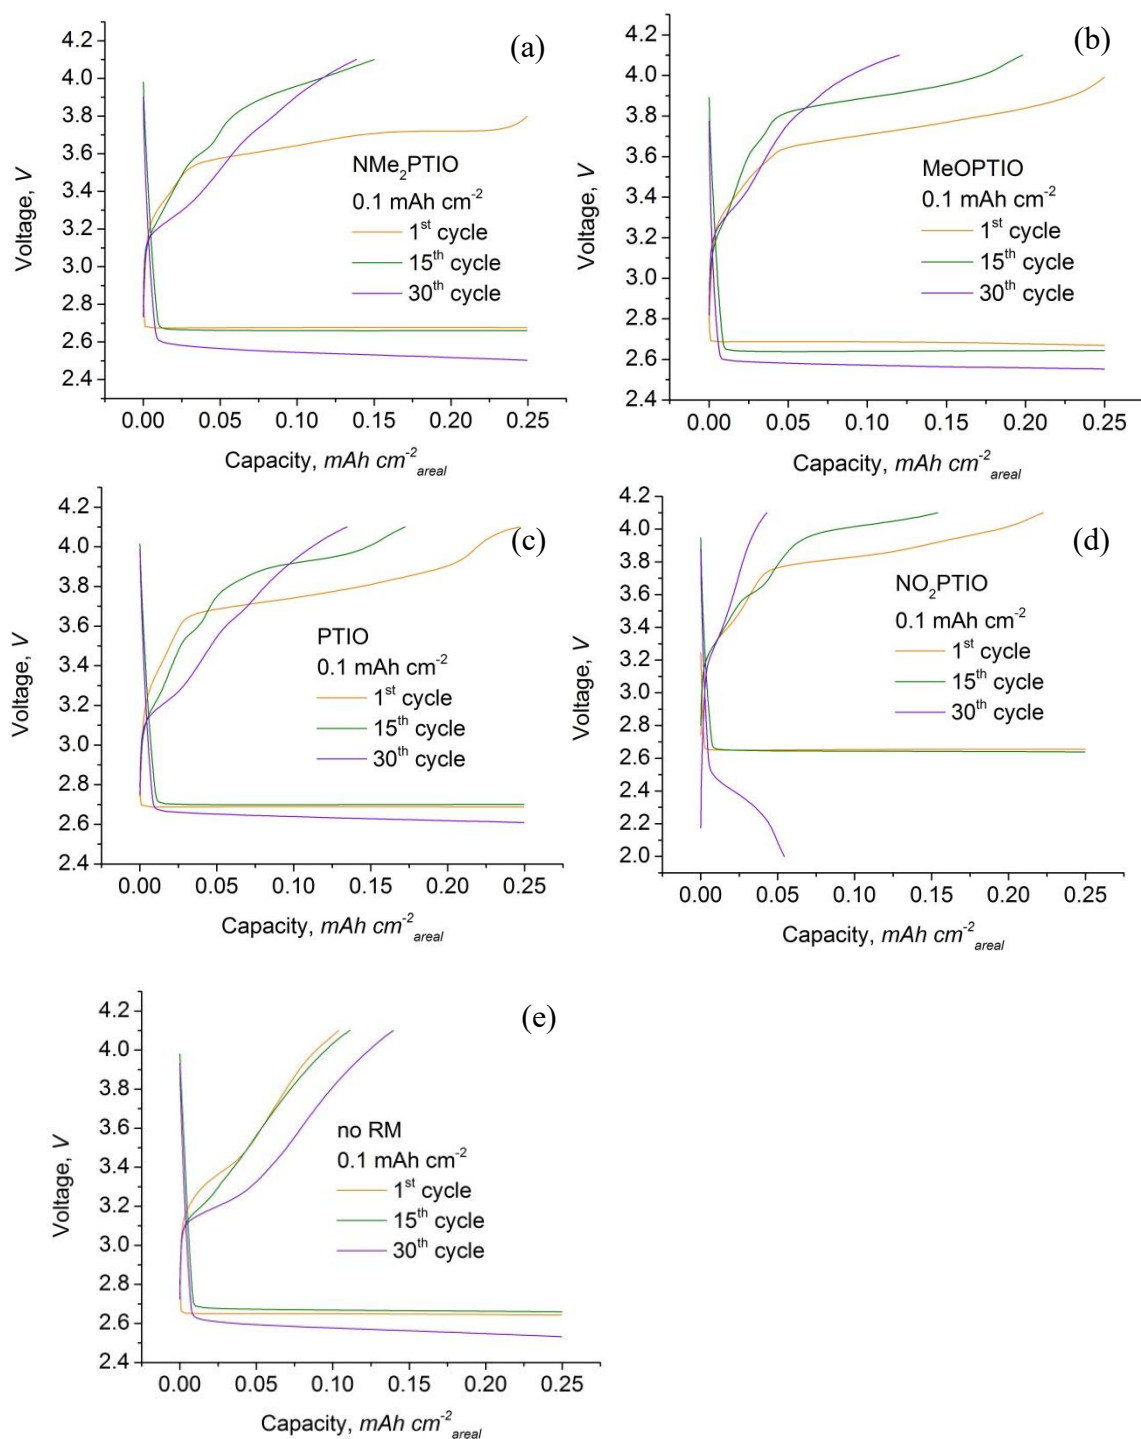 (a)
4.2
4.0
3.8
3.6
3.4
3.2
3.0
2.8
2.6
2.4
Voltage, V
NMe₂PTIO
0.1 mAh cm⁻²
1ˢᵗ cycle
15ᵗʰ cycle
30ᵗʰ cycle
0.00 0.05 0.10 0.15 0.20 0.25
Capacity, mAh cm⁻² areal
(b)
4.2
4.0
3.8
3.6
3.4
3.2
3.0
2.8
2.6
2.4
Voltage, V
MeOPTIO
0.1 mAh cm⁻²
1ˢᵗ cycle
15ᵗʰ cycle
30ᵗʰ cycle
0.00 0.05 0.10 0.15 0.20 0.25
Capacity, mAh cm⁻² areal
(c)
4.2
4.0
3.8
3.6
3.4
3.2
3.0
2.8
2.6
2.4
Voltage, V
PTIO
0.1 mAh cm⁻²
1ˢᵗ cycle
15ᵗʰ cycle
30ᵗʰ cycle
0.00 0.05 0.10 0.15 0.20 0.25
Capacity, mAh cm⁻² areal
(d)
4.2
4.0
3.8
3.6
3.4
3.2
3.0
2.8
2.6
2.4
2.2
2.0
Voltage, V
NO₂PTIO
0.1 mAh cm⁻²
1ˢᵗ cycle
15ᵗʰ cycle
30ᵗʰ cycle
0.00 0.05 0.10 0.15 0.20 0.25
Capacity, mAh cm⁻² areal
(e)
4.2
4.0
3.8
3.6
3.4
3.2
3.0
2.8
2.6
2.4
Voltage, V
no RM
0.1 mAh cm⁻²
1ˢᵗ cycle
15ᵗʰ cycle
30ᵗʰ cycle
0.00 0.05 0.10 0.15 0.20 0.25
Capacity, mAh cm⁻² areal